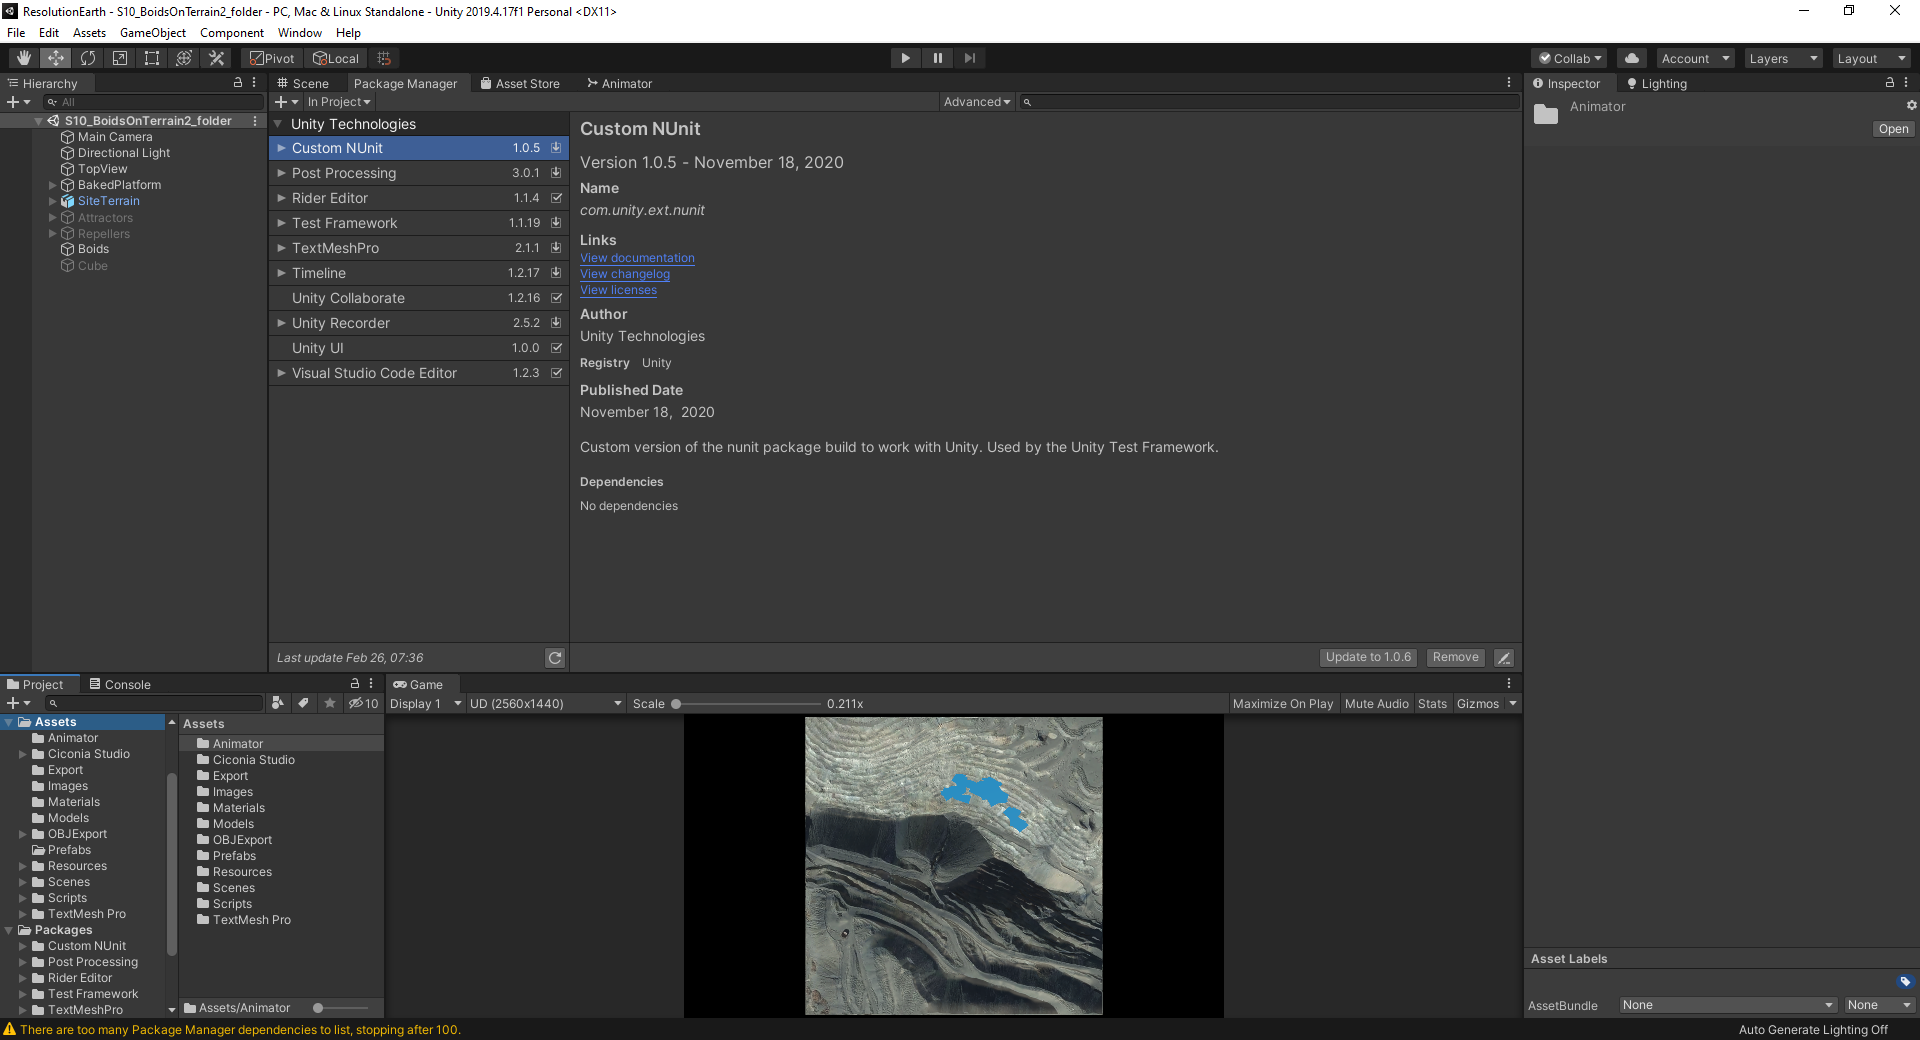 ResolutionEarth - S10_BoidsOnTerrain2_folder - PC, Mac & Linux Standalone - Unity 2019.4.17f1 Personal <DX11>
File Edit Assets GameObject Component Window Help
Pivot Local Collab Account Layers Layout
Hierarchy
All
S10_BoidsOnTerrain2_folder
Main Camera
Directional Light
TopView
BakedPlatform
SiteTerrain
Attractors
Repellers
Boids
Cube
Scene Package Manager Asset Store Animator
In Project Advanced
Unity Technologies
Custom NUnit 1.0.5
Post Processing 3.0.1
Rider Editor 1.1.4
Test Framework 1.1.19
TextMeshPro 2.1.1
Timeline 1.2.17
Unity Collaborate 1.2.16
Unity Recorder 2.5.2
Unity UI 1.0.0
Visual Studio Code Editor 1.2.3
Last update Feb 26, 07:36
Custom NUnit
Version 1.0.5 - November 18, 2020
Name
com.unity.ext.nunit
Links
View documentation
View changelog
View licenses
Author
Unity Technologies
Registry Unity
Published Date
November 18, 2020
Custom version of the nunit package build to work with Unity. Used by the Unity Test Framework.
Dependencies
No dependencies
Update to 1.0.6 Remove
Inspector Lighting
Animator
Open
Project Console
10
Assets
Animator
Ciconia Studio
Export
Images
Materials
Models
OBJExport
Prefabs
Resources
Scenes
Scripts
TextMesh Pro
Packages
Custom NUnit
Post Processing
Rider Editor
Test Framework
TextMeshPro
Assets
Animator
Ciconia Studio
Export
Images
Materials
Models
OBJExport
Prefabs
Resources
Scenes
Scripts
TextMesh Pro
Assets/Animator
Game
Display 1 UD (2560x1440) Scale 0.211x Maximize On Play Mute Audio Stats Gizmos
Asset Labels
AssetBundle None None
There are too many Package Manager dependencies to list, stopping after 100.
Auto Generate Lighting Off